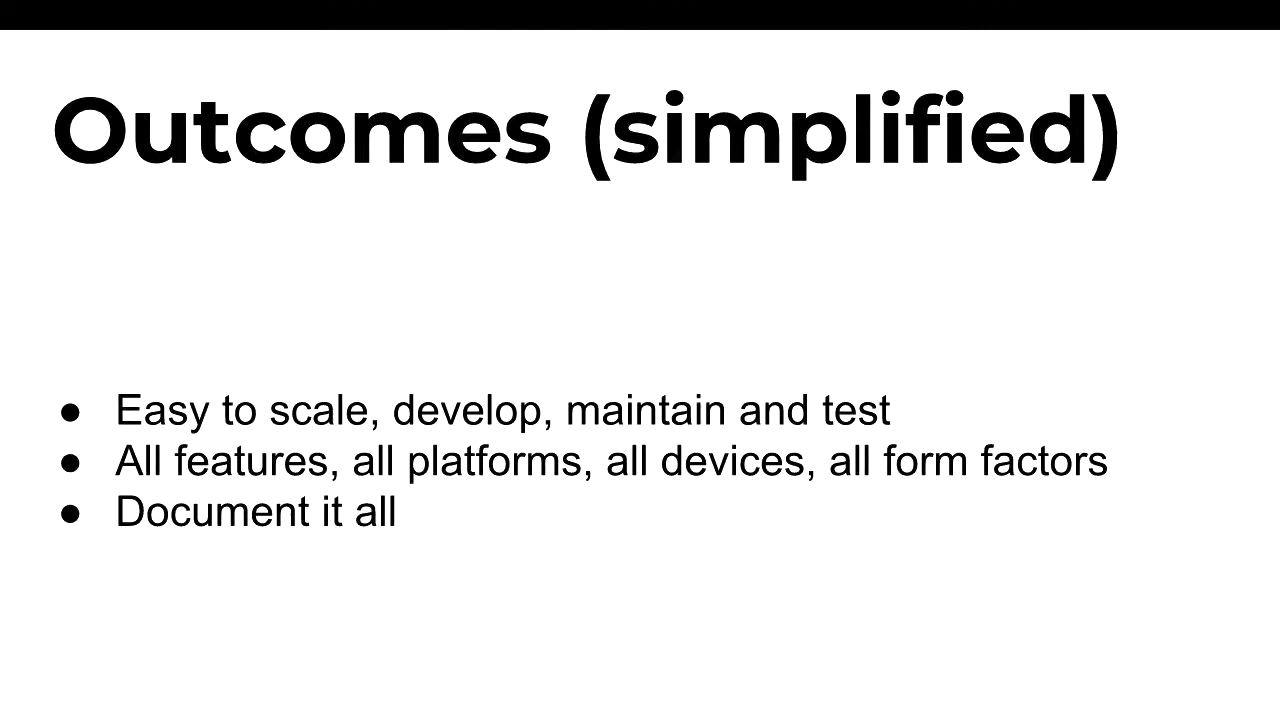 Outcomes (simplified)
● Easy to scale, develop, maintain and test
● All features, all platforms, all devices, all form factors
● Document it all